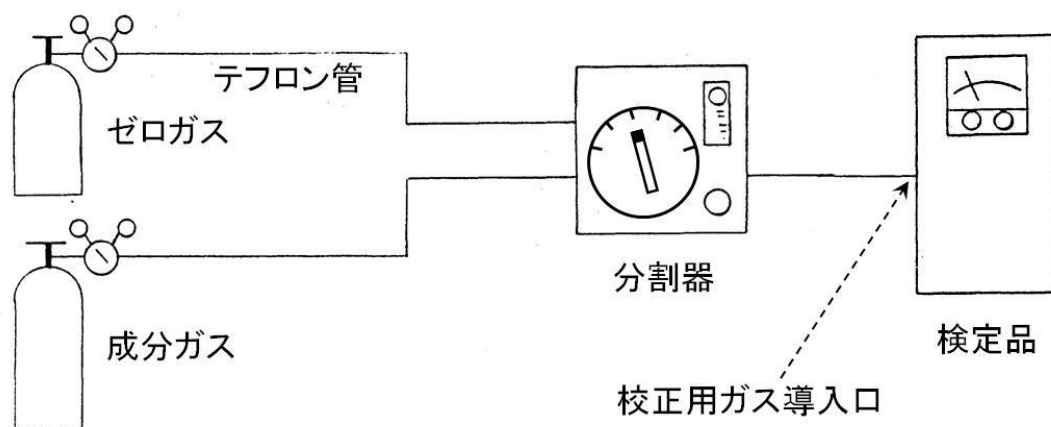 テフロン管
ゼロガス
分割器
成分ガス
検定品
校正用ガス導入口